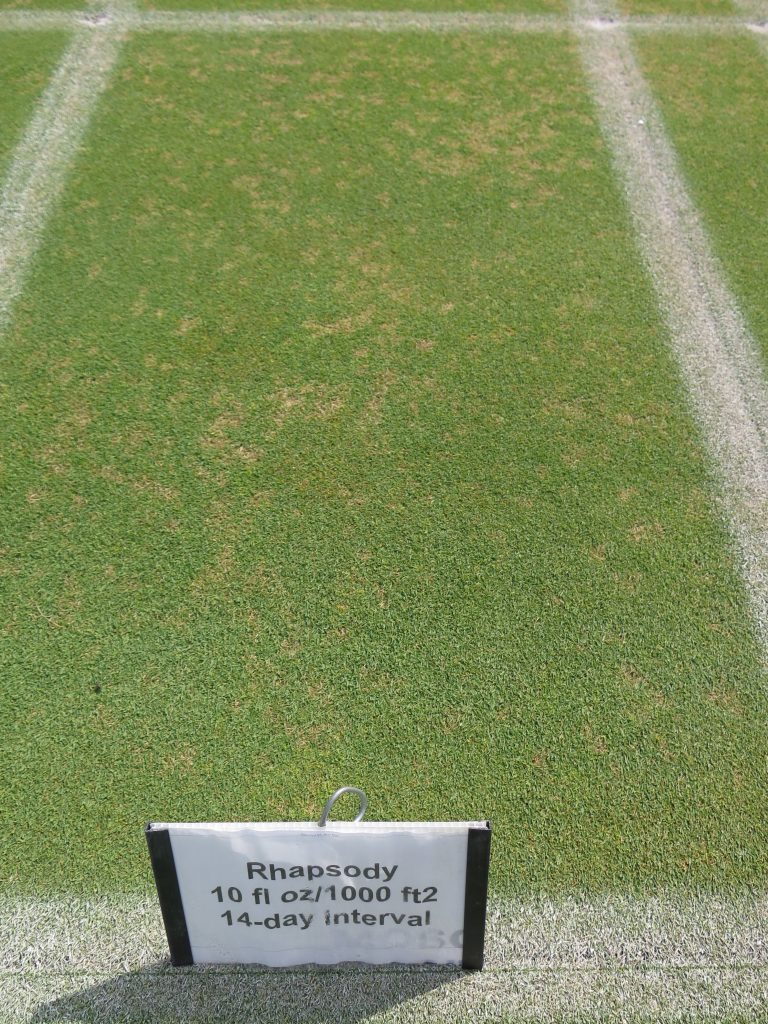 Rhapsody
10 fl oz/1000 ft2
14-day Interval